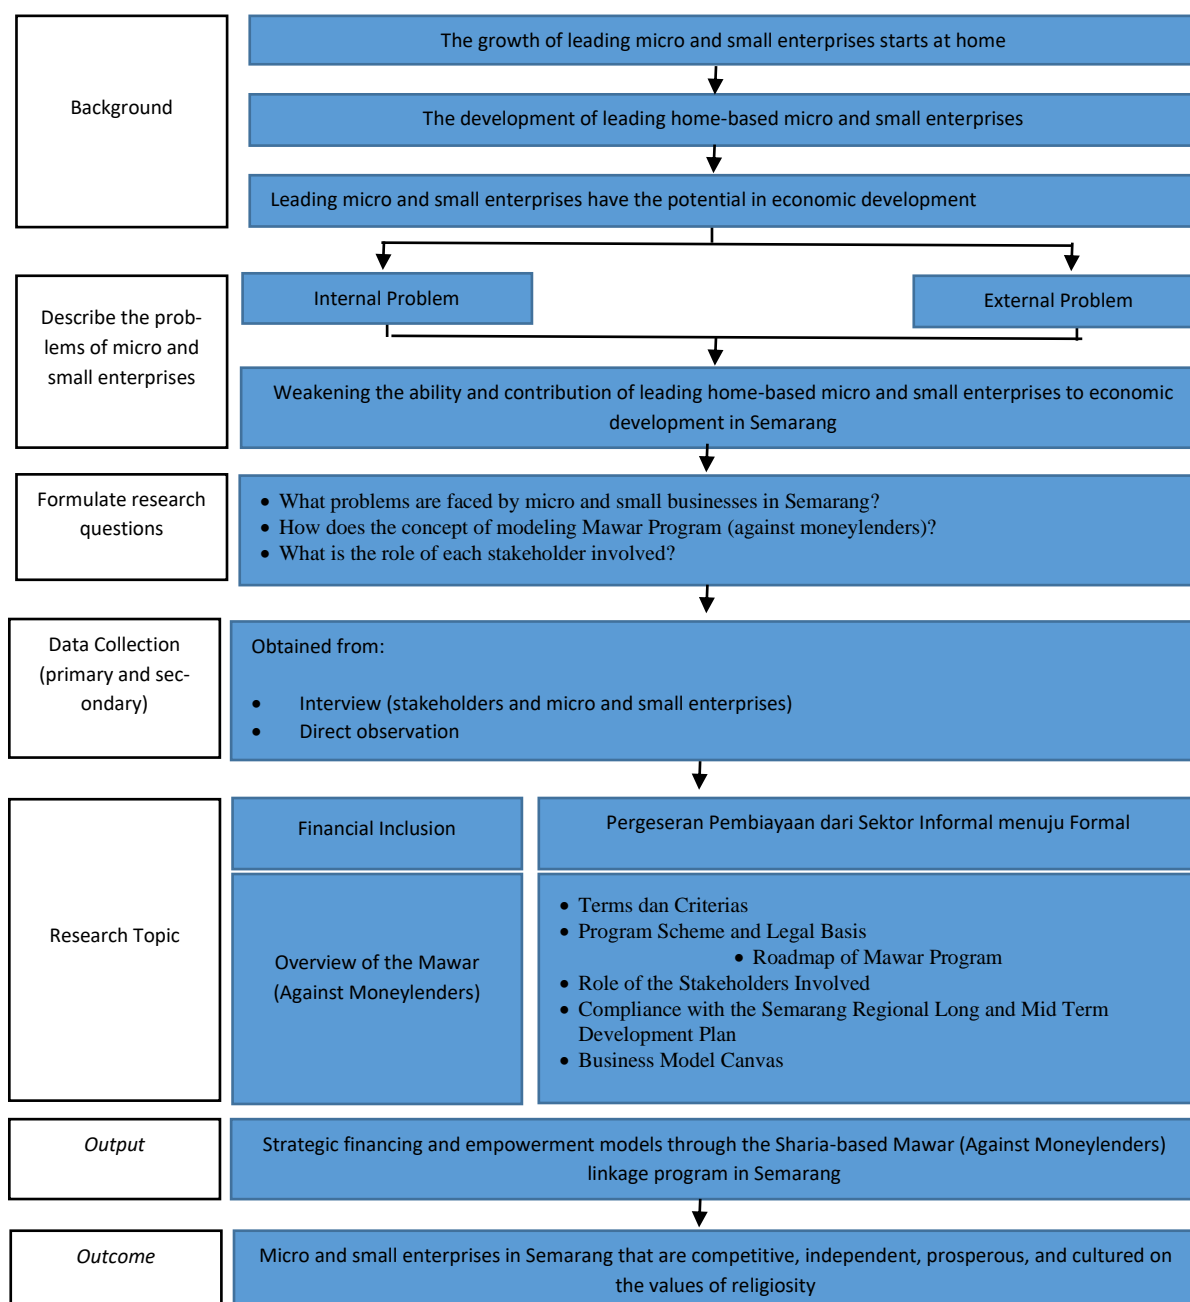 Background
The growth of leading micro and small enterprises starts at home
The development of leading home-based micro and small enterprises
Leading micro and small enterprises have the potential in economic development
Describe the prob-
lems of micro and
small enterprises
Internal Problem
External Problem
Weakening the ability and contribution of leading home-based micro and small enterprises to economic
development in Semarang
Formulate research
questions
• What problems are faced by micro and small businesses in Semarang?
• How does the concept of modeling Mawar Program (against moneylenders)?
• What is the role of each stakeholder involved?
Data Collection
(primary and sec-
ondary)
Obtained from:
• Interview (stakeholders and micro and small enterprises)
• Direct observation
Research Topic
Financial Inclusion
Pergeseran Pembiayaan dari Sektor Informal menuju Formal
Overview of the Mawar
(Against Moneylenders)
• Terms dan Criterias
• Program Scheme and Legal Basis
• Roadmap of Mawar Program
• Role of the Stakeholders Involved
• Compliance with the Semarang Regional Long and Mid Term
Development Plan
• Business Model Canvas
Output
Strategic financing and empowerment models through the Sharia-based Mawar (Against Moneylenders)
linkage program in Semarang
Outcome
Micro and small enterprises in Semarang that are competitive, independent, prosperous, and cultured on
the values of religiosity